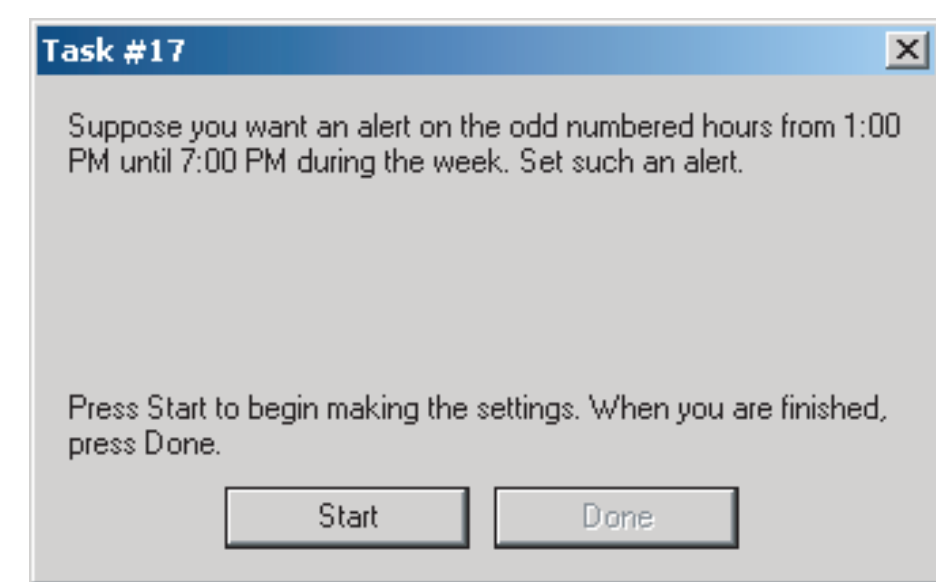 Task #17
Suppose you want an alert on the odd numbered hours from 1:00
PM until 7:00 PM during the week. Set such an alert.
Press Start to begin making the settings. When you are finished,
press Done.
Start
Done